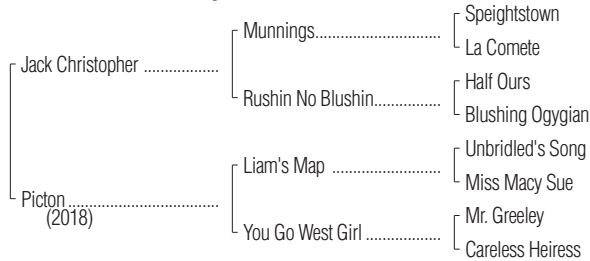 Speightstown
Munnings...............................
La Comete
Jack Christopher ..................
Half Ours
Rushin No Blushin................
Blushing Ogygian
Unbridled's Song
Liam's Map ..........................
Miss Macy Sue
Picton.....................................
(2018)
Mr. Greeley
You Go West Girl ..................
Careless Heiress